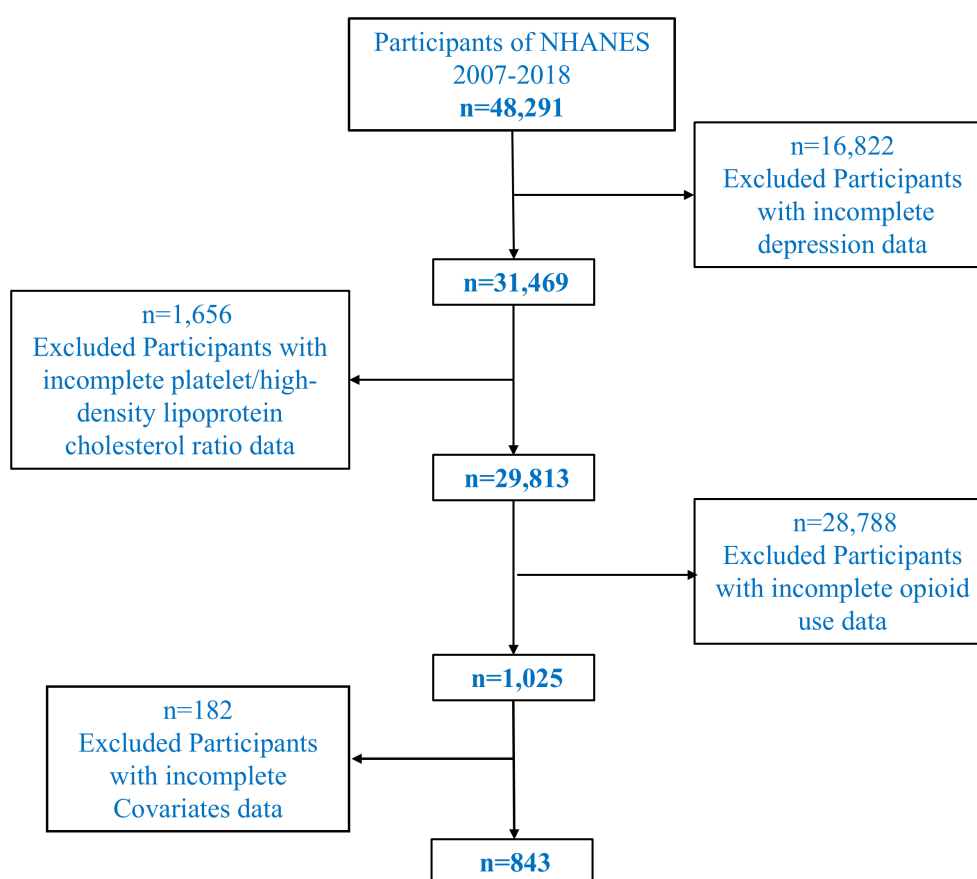 Participants of NHANES
2007-2018
n=48,291
n=16,822
Excluded Participants
with incomplete
depression data
n=31,469
n=1,656
Excluded Participants with
incomplete platelet/high-
density lipoprotein
cholesterol ratio data
n=29,813
n=28,788
Excluded Participants
with incomplete opioid
use data
n=1,025
n=182
Excluded Participants
with incomplete
Covariates data
n=843